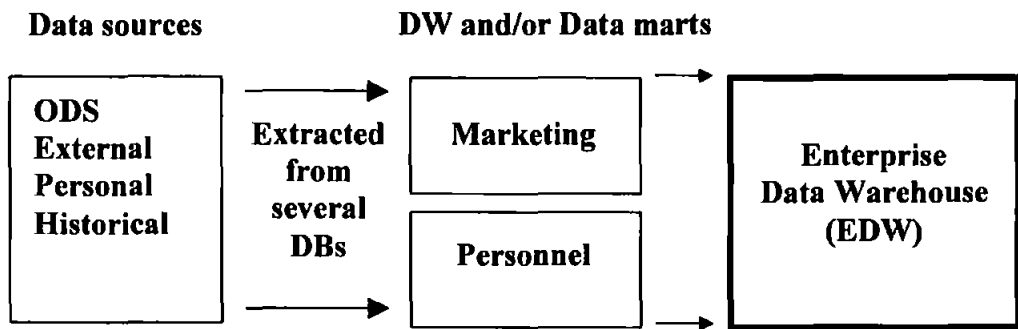 Data sources
DW and/or Data marts
ODS
External
Personal
Historical
Extracted
from
several
DBs
Marketing
Personnel
Enterprise
Data Warehouse
(EDW)